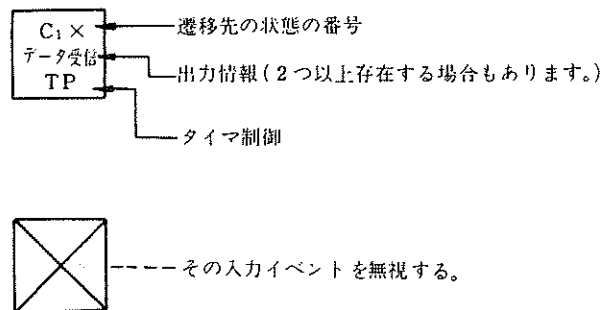 C₁ × 遷移先の状態の番号
データ受信 出力情報(2つ以上存在する場合もあります。)
TP
タイマ制御
その入力イベントを無視する。